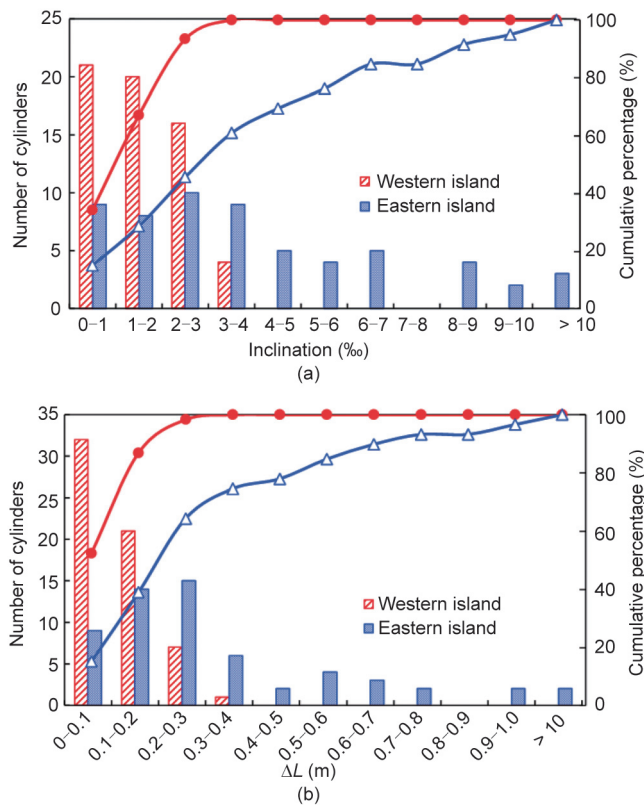 25
20
15
10
5
0
Number of cylinders
100
80
60
40
20
0
Cumulative percentage (%)
Western island
Eastern island
0–1 1–2 2–3 3–4 4–5 5–6 6–7 7–8 8–9 9–10 > 10
Inclination (‰)
(a)
35
30
25
20
15
10
5
0
Number of cylinders
100
80
60
40
20
0
Cumulative percentage (%)
Western island
Eastern island
0–0.1 0.1–0.2 0.2–0.3 0.3–0.4 0.4–0.5 0.5–0.6 0.6–0.7 0.7–0.8 0.8–0.9 0.9–1.0 > 10
ΔL (m)
(b)